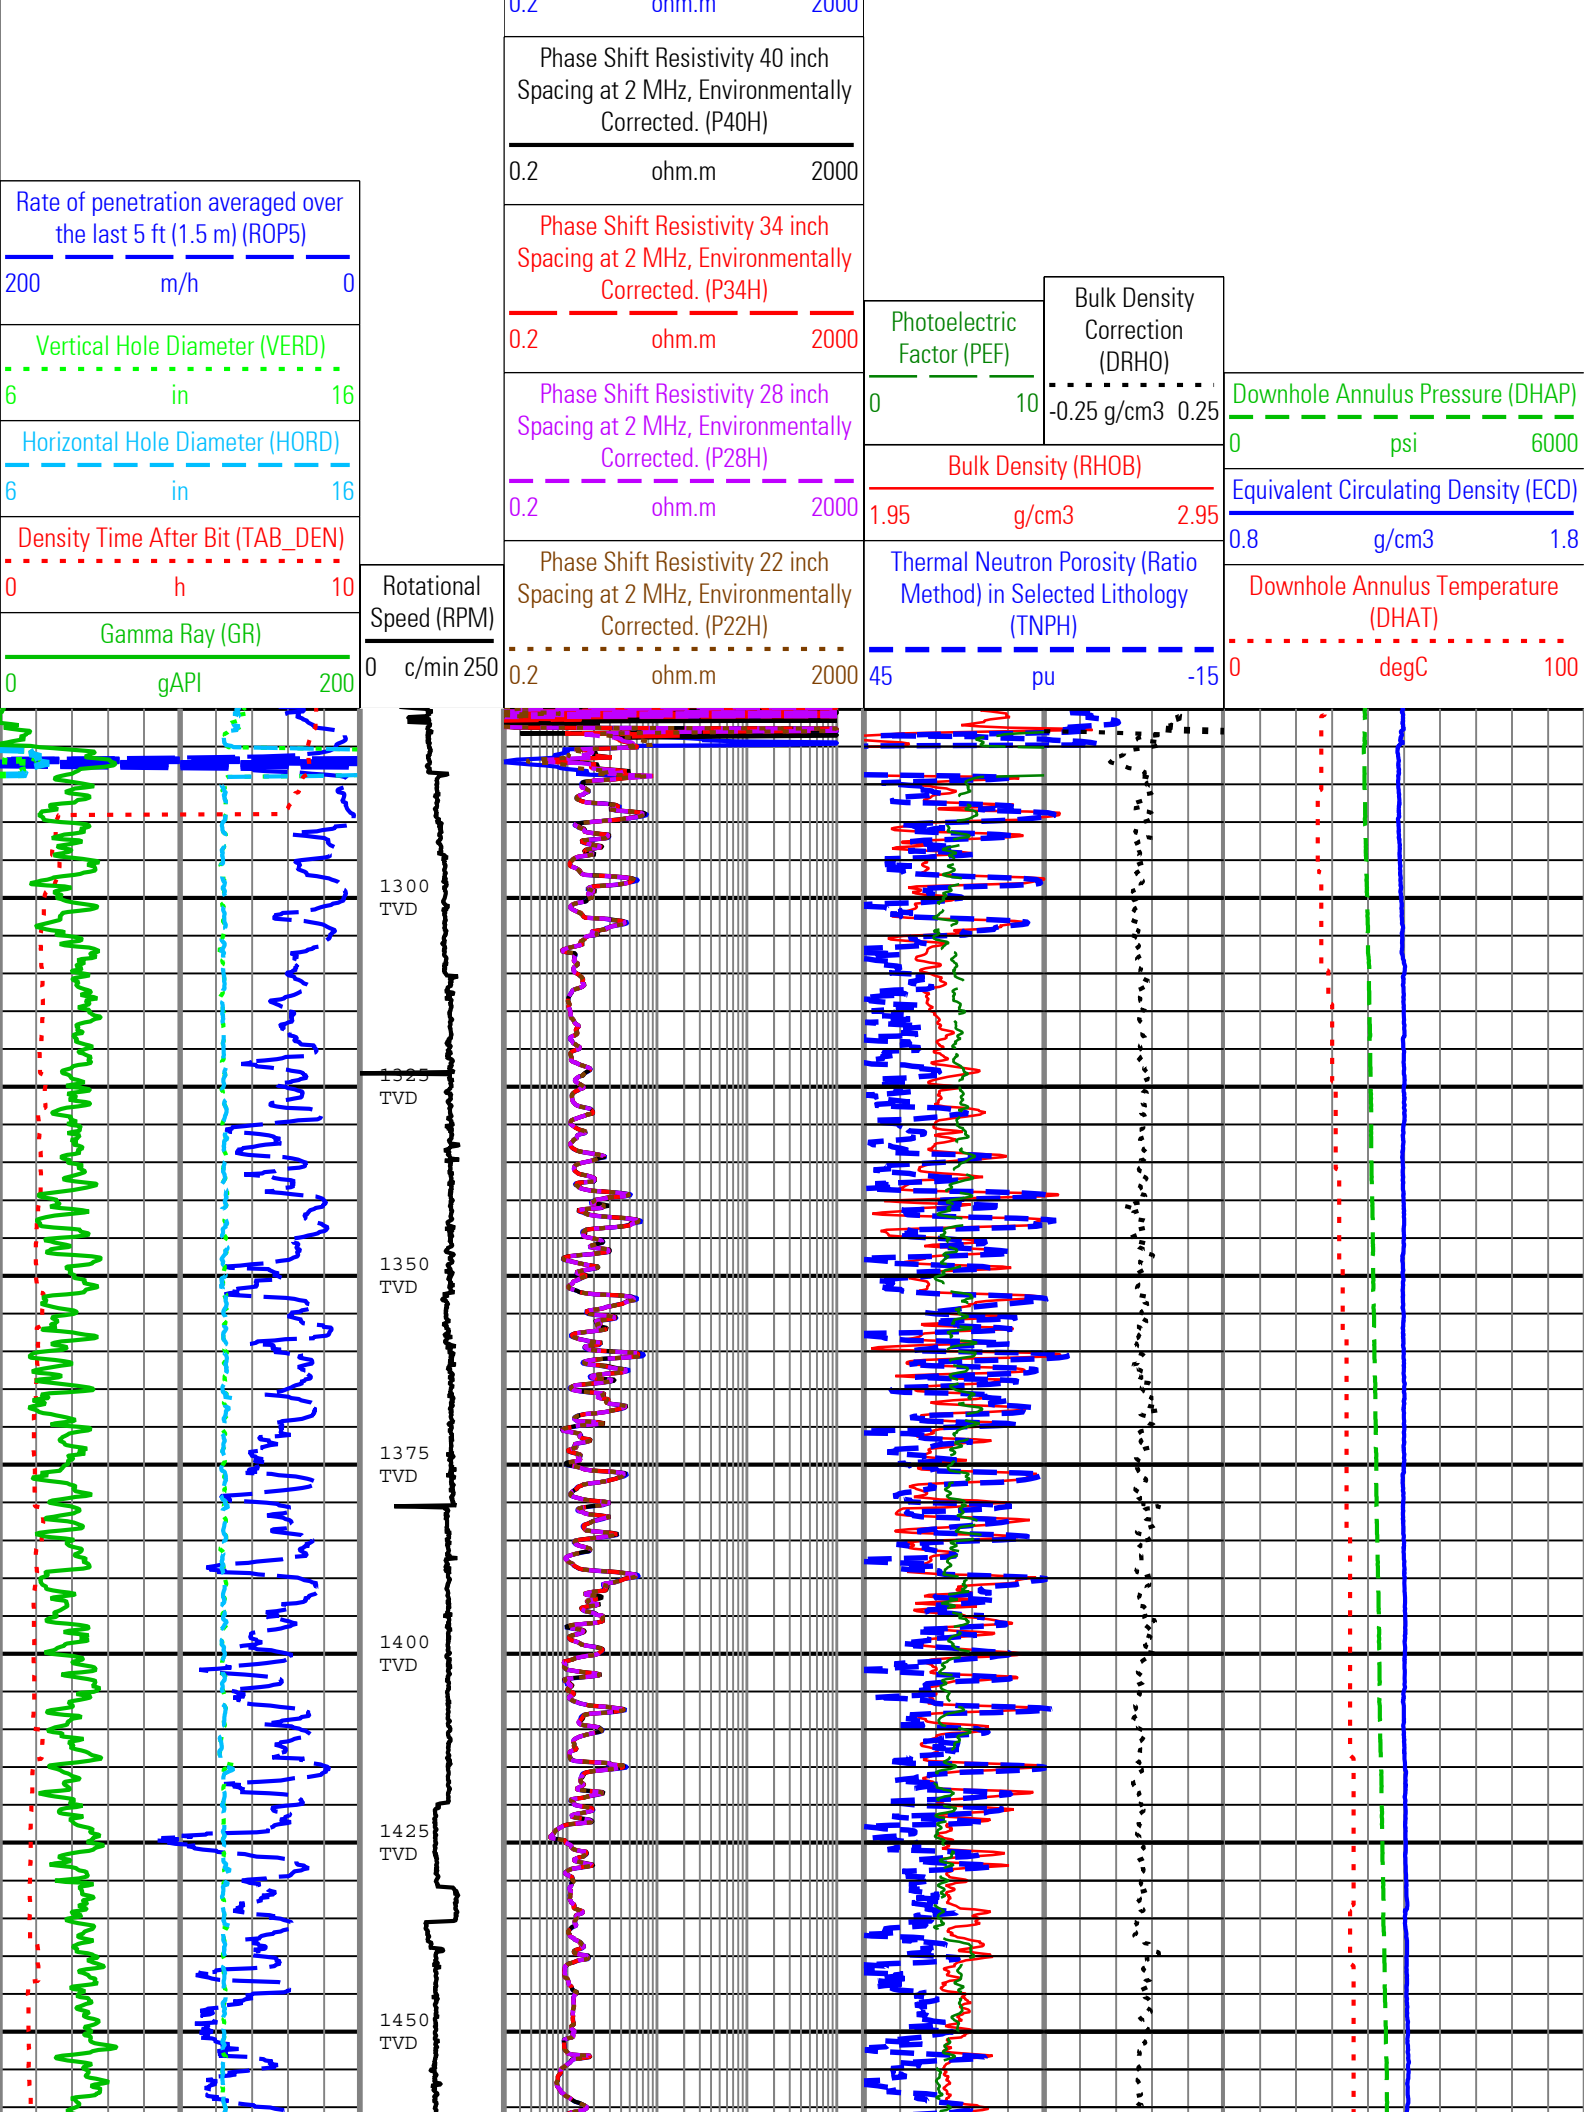 0.2 ohm.m 2000
Phase Shift Resistivity 40 inch
Spacing at 2 MHz, Environmentally
Corrected. (P40H)
0.2 ohm.m 2000
Rate of penetration averaged over
the last 5 ft (1.5 m) (ROP5)
200 m/h 0
Vertical Hole Diameter (VERD)
6 in 16
Horizontal Hole Diameter (HORD)
6 in 16
Density Time After Bit (TAB_DEN)
0 h 10
Gamma Ray (GR)
0 gAPI 200
Rotational
Speed (RPM)
0 c/min 250
Phase Shift Resistivity 34 inch
Spacing at 2 MHz, Environmentally
Corrected. (P34H)
0.2 ohm.m 2000
Phase Shift Resistivity 28 inch
Spacing at 2 MHz, Environmentally
Corrected. (P28H)
0.2 ohm.m 2000
Phase Shift Resistivity 22 inch
Spacing at 2 MHz, Environmentally
Corrected. (P22H)
0.2 ohm.m 2000
Photoelectric
Factor (PEF)
0 10
Bulk Density
Correction
(DRHO)
-0.25 g/cm3 0.25
Bulk Density (RHOB)
1.95 g/cm3 2.95
Thermal Neutron Porosity (Ratio
Method) in Selected Lithology
(TNPH)
45 pu -15
Downhole Annulus Pressure (DHAP)
0 psi 6000
Equivalent Circulating Density (ECD)
0.8 g/cm3 1.8
Downhole Annulus Temperature
(DHAT)
0 degC 100
1300
TVD
1325
TVD
1350
TVD
1375
TVD
1400
TVD
1425
TVD
1450
TVD